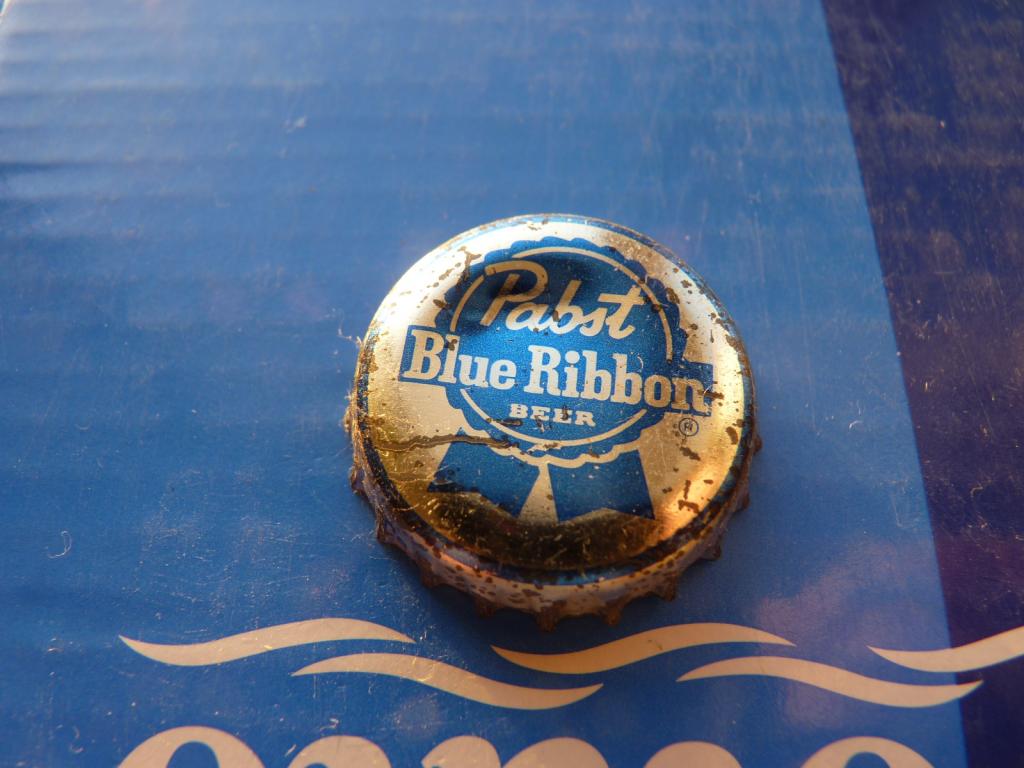 Pabst
Blue Ribbon
BEER
®